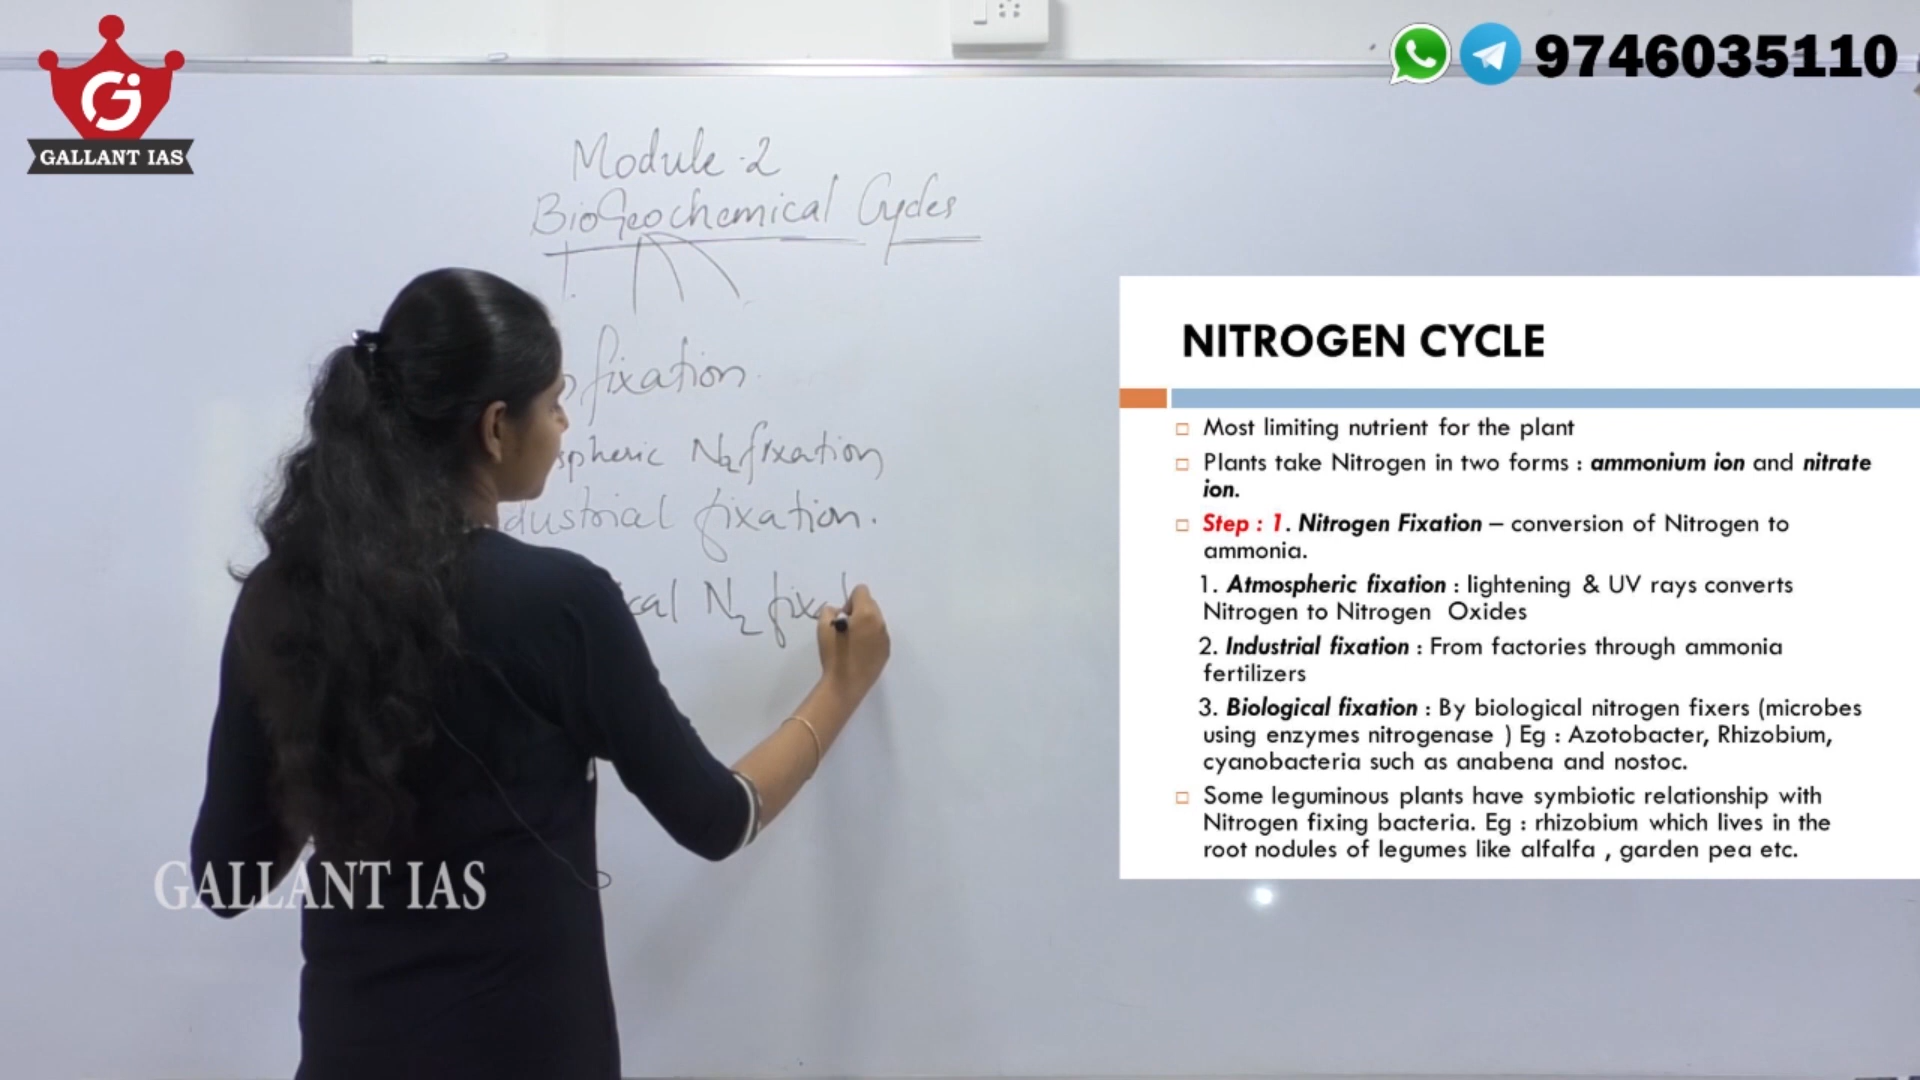 GALLANT IAS
9746035110
Module-2
BioGeochemical Cycles
fixation.
spheric N2 fixation
dustrial fixation.
cal N2 fixat
NITROGEN CYCLE
Most limiting nutrient for the plant
Plants take Nitrogen in two forms : ammonium ion and nitrate
ion.
Step : 1. Nitrogen Fixation – conversion of Nitrogen to
ammonia.
1. Atmospheric fixation : lightening & UV rays converts
Nitrogen to Nitrogen Oxides
2. Industrial fixation : From factories through ammonia
fertilizers
3. Biological fixation : By biological nitrogen fixers (microbes
using enzymes nitrogenase ) Eg : Azotobacter, Rhizobium,
cyanobacteria such as anabena and nostoc.
Some leguminous plants have symbiotic relationship with
Nitrogen fixing bacteria. Eg : rhizobium which lives in the
root nodules of legumes like alfalfa , garden pea etc.
GALLANT IAS